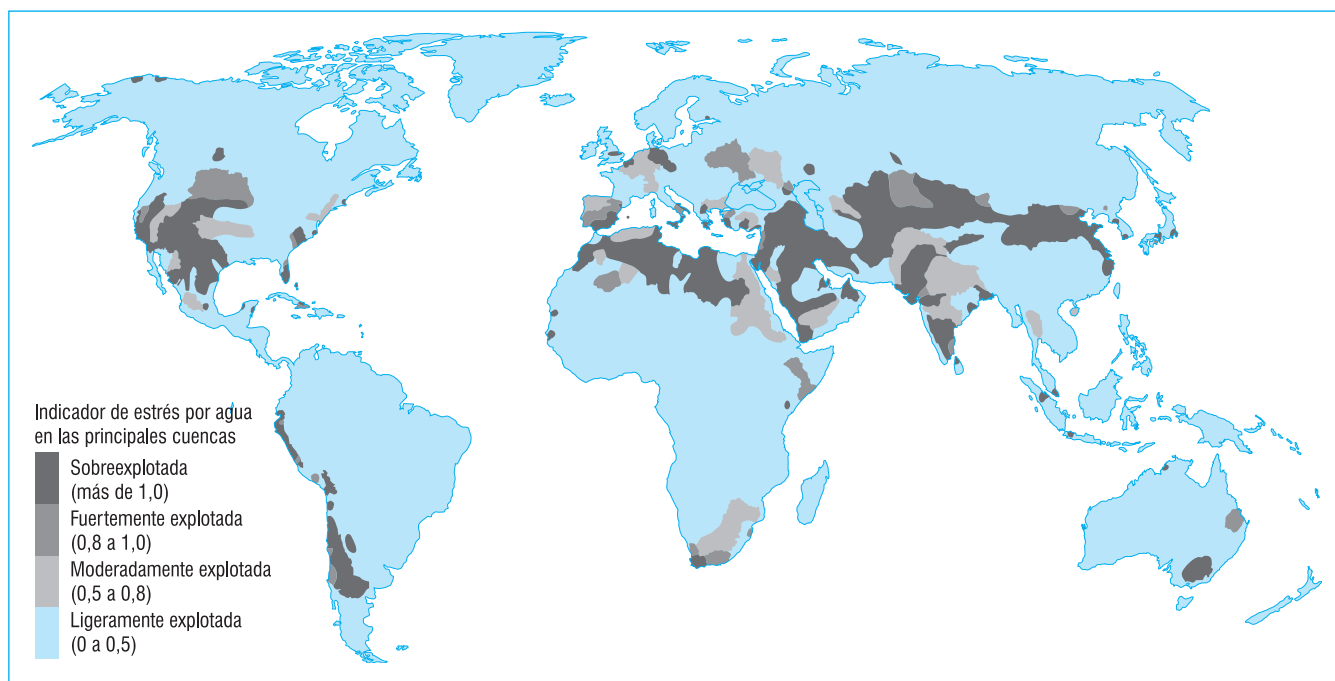 Indicador de estrés por agua
en las principales cuencas
Sobreexplotada
(más de 1,0)
Fuertemente explotada
(0,8 a 1,0)
Moderadamente explotada
(0,5 a 0,8)
Ligeramente explotada
(0 a 0,5)